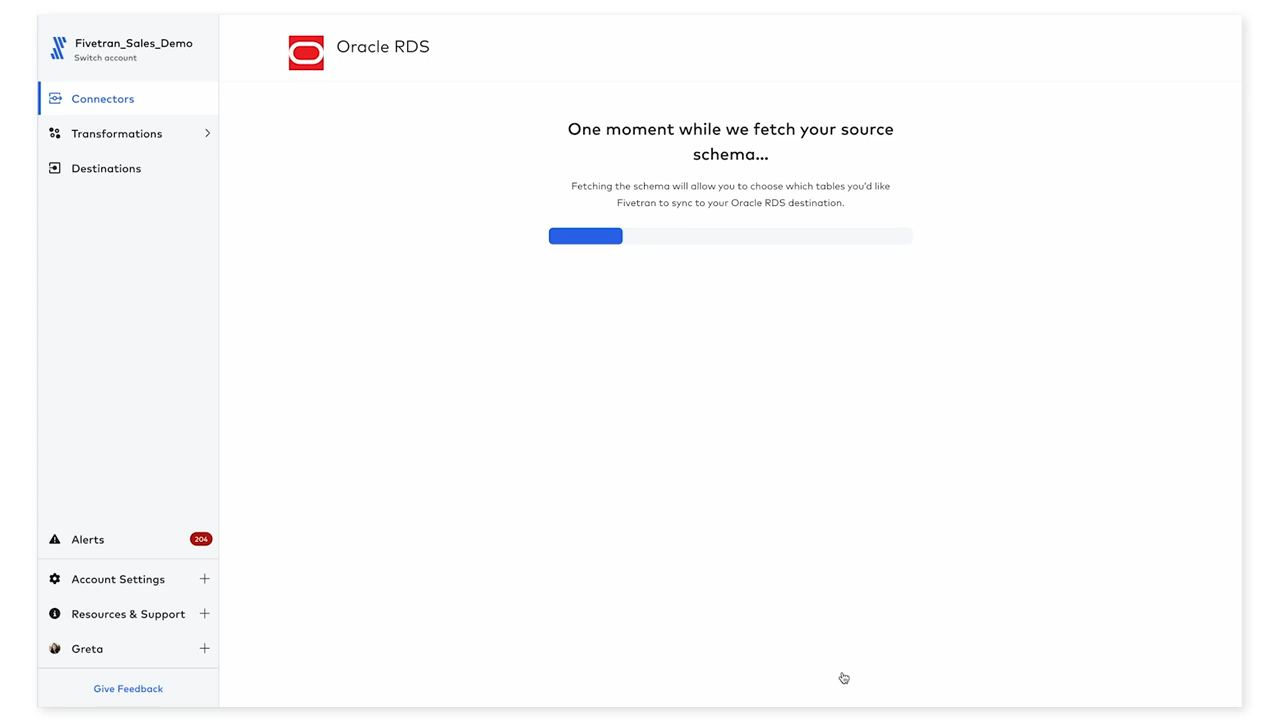 Fivetran_Sales_Demo
Switch account
Connectors
Transformations
Destinations
Alerts
204
Account Settings
Resources & Support
Greta
Give Feedback
Oracle RDS
One moment while we fetch your source
schema...
Fetching the schema will allow you to choose which tables you'd like
Fivetran to sync to your Oracle RDS destination.